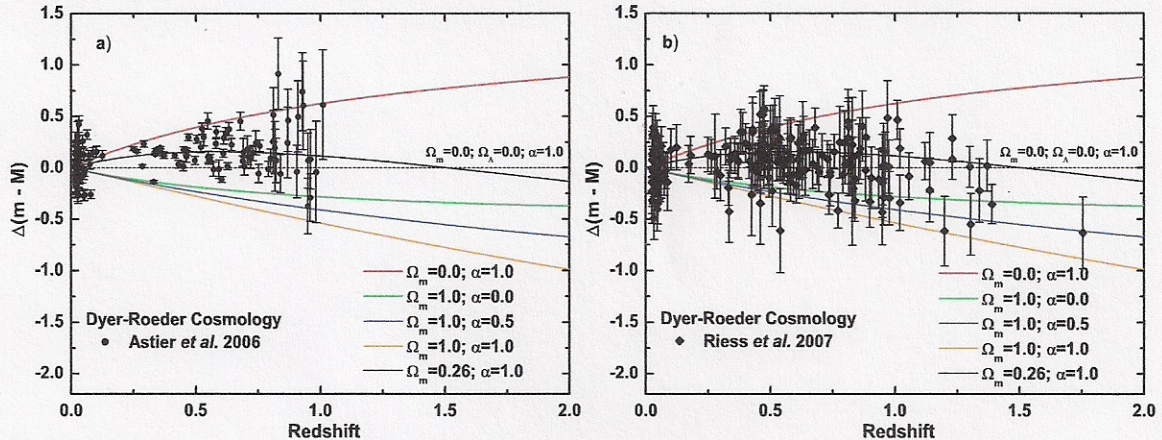 a)
1.5
1.0
0.5
0.0
-0.5
-1.0
-1.5
-2.0
Δ(m - M)
Ωm=0.0; ΩΛ=0.0; α=1.0
Ωm=0.0; α=1.0
Ωm=1.0; α=0.0
Ωm=1.0; α=0.5
Ωm=1.0; α=1.0
Ωm=0.26; α=1.0
Dyer-Roeder Cosmology
Astier et al. 2006
0.0 0.5 1.0 1.5 2.0
Redshift
b)
1.5
1.0
0.5
0.0
-0.5
-1.0
-1.5
-2.0
Δ(m - M)
Ωm=0.0; ΩΛ=0.0; α=1.0
Ωm=0.0; α=1.0
Ωm=1.0; α=0.0
Ωm=1.0; α=0.5
Ωm=1.0; α=1.0
Ωm=0.26; α=1.0
Dyer-Roeder Cosmology
Riess et al. 2007
0.0 0.5 1.0 1.5 2.0
Redshift